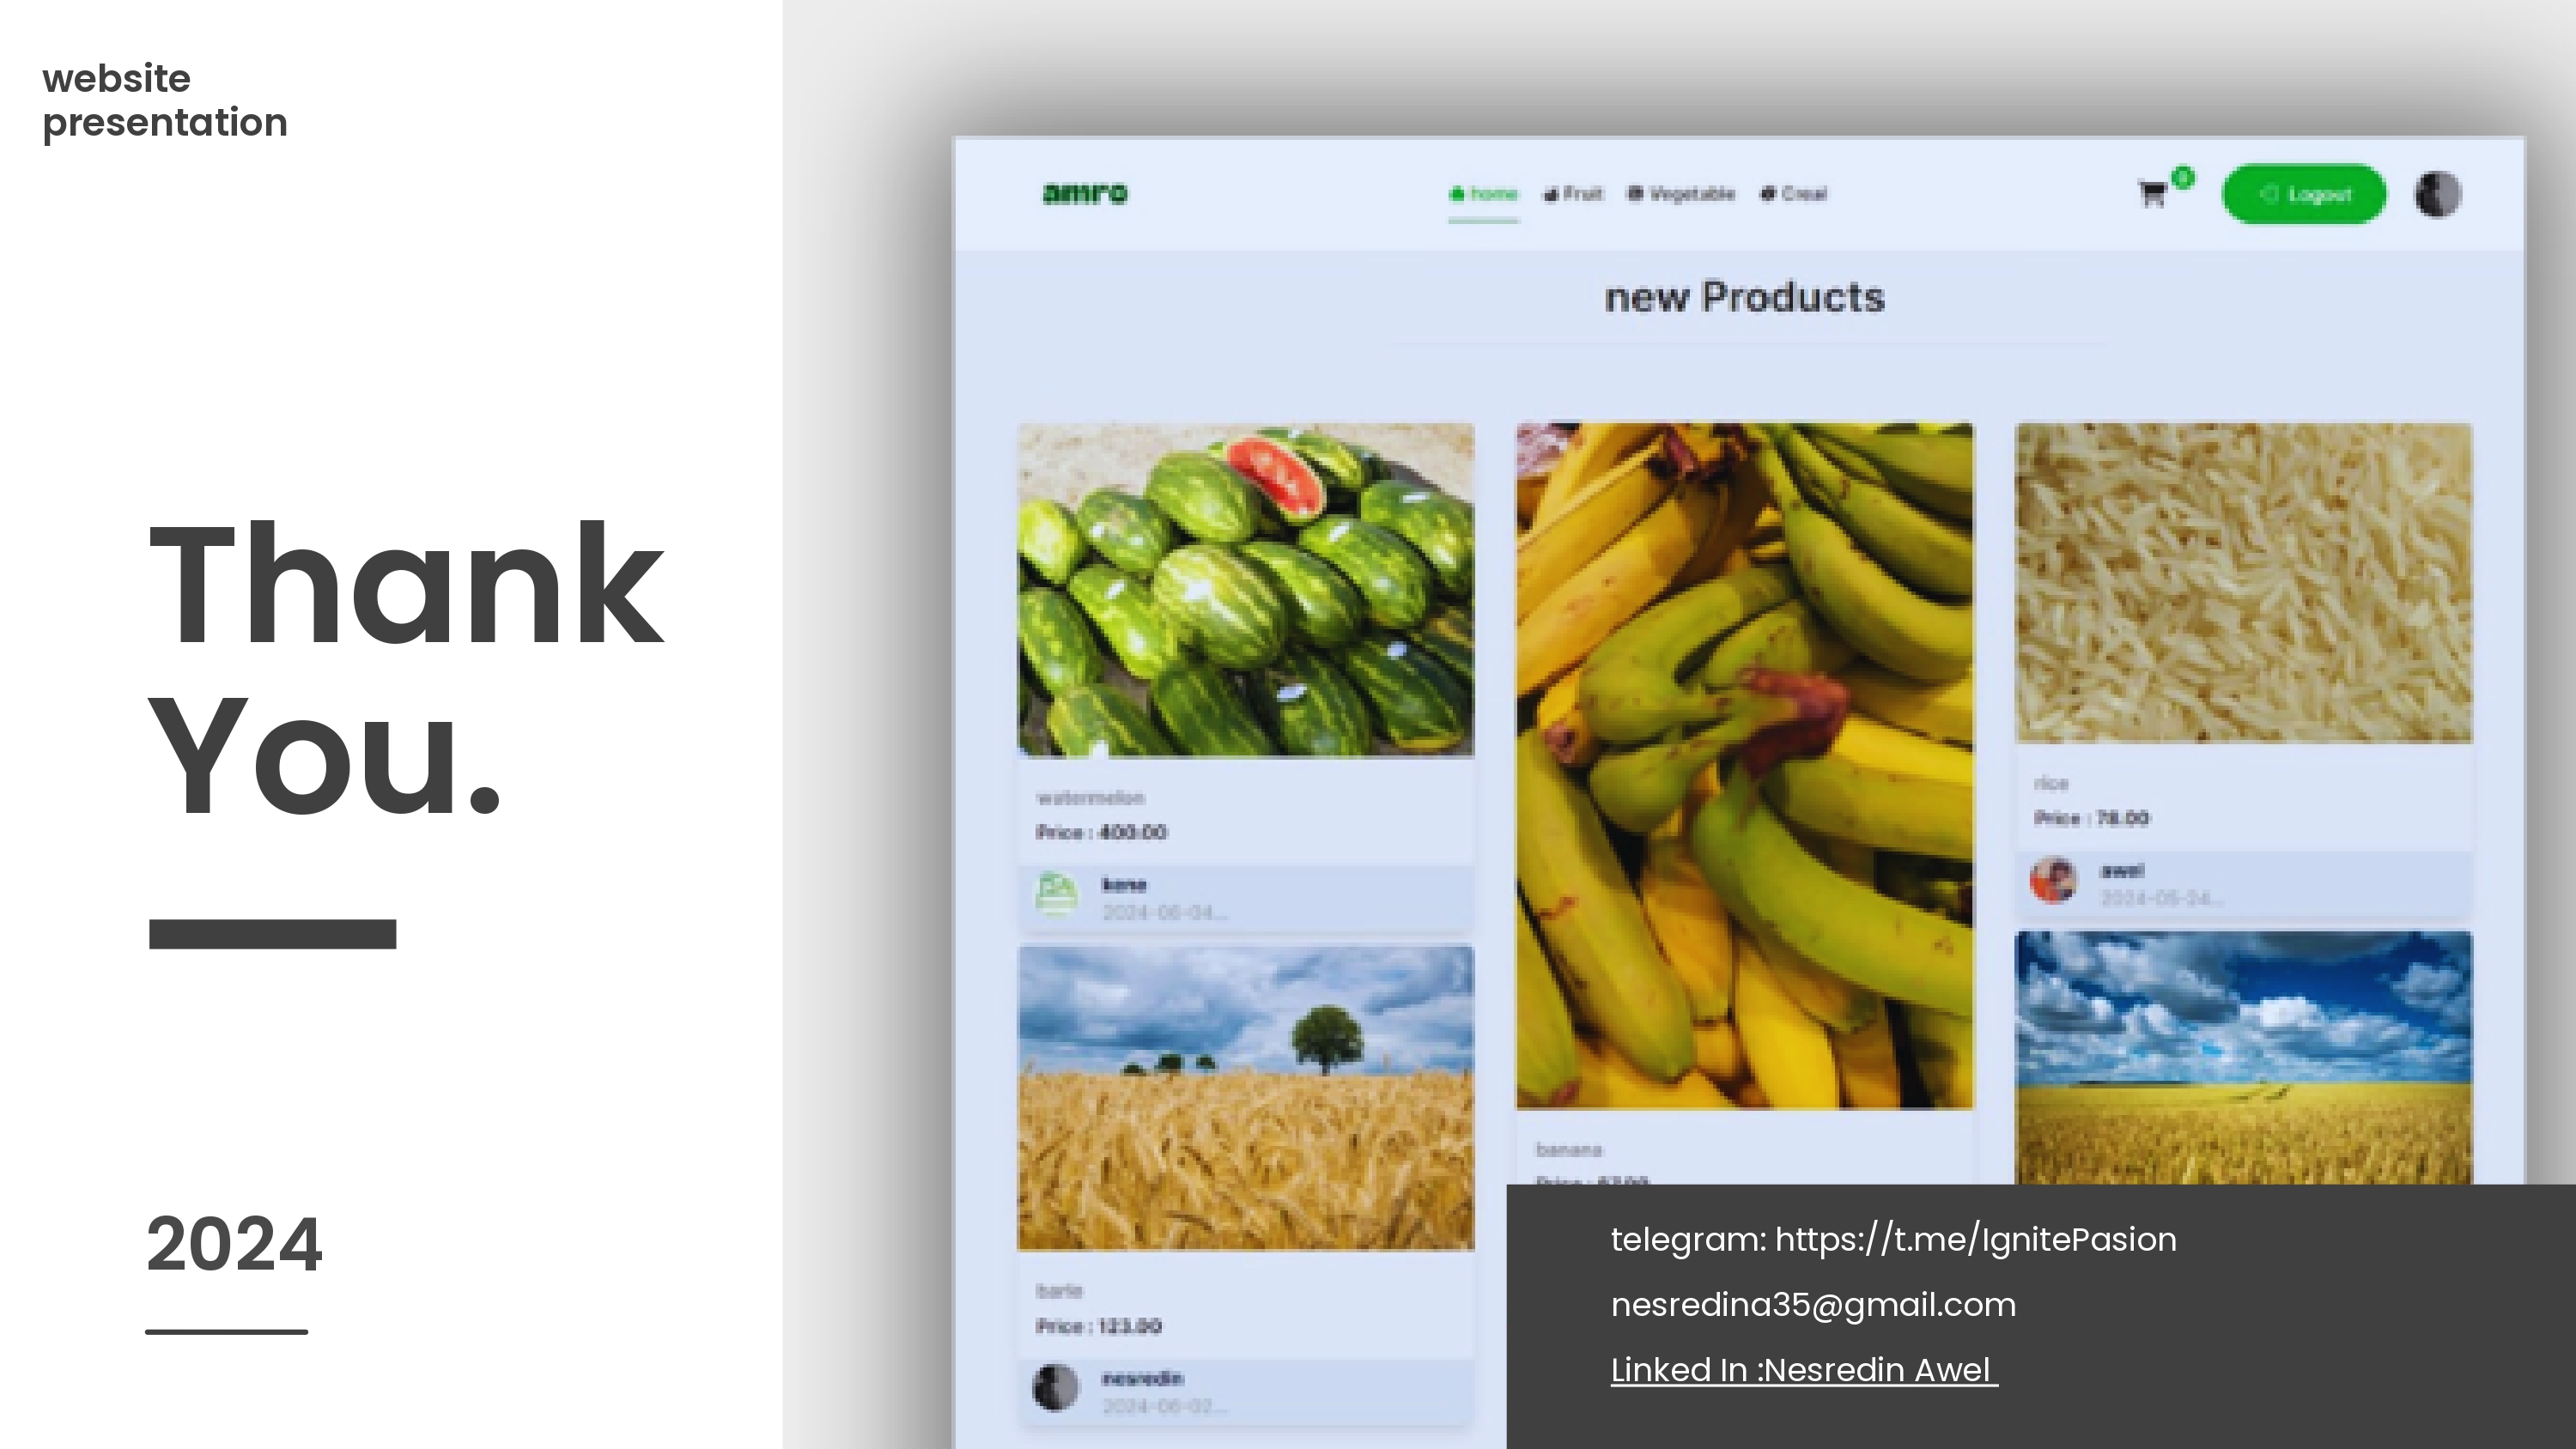 website
presentation
Thank
You.
2024
amro
home Fruit Vegetable Creal
0
Logout
new Products
watermelon
Price : 400.00
kene
2024-06-04...
barle
Price : 123.00
nesredin
2024-06-02...
banana
Price :
rice
Price : 78.00
awel
2024-05-24...
telegram: https://t.me/IgnitePasion
nesredina35@gmail.com
Linked In :Nesredin Awel